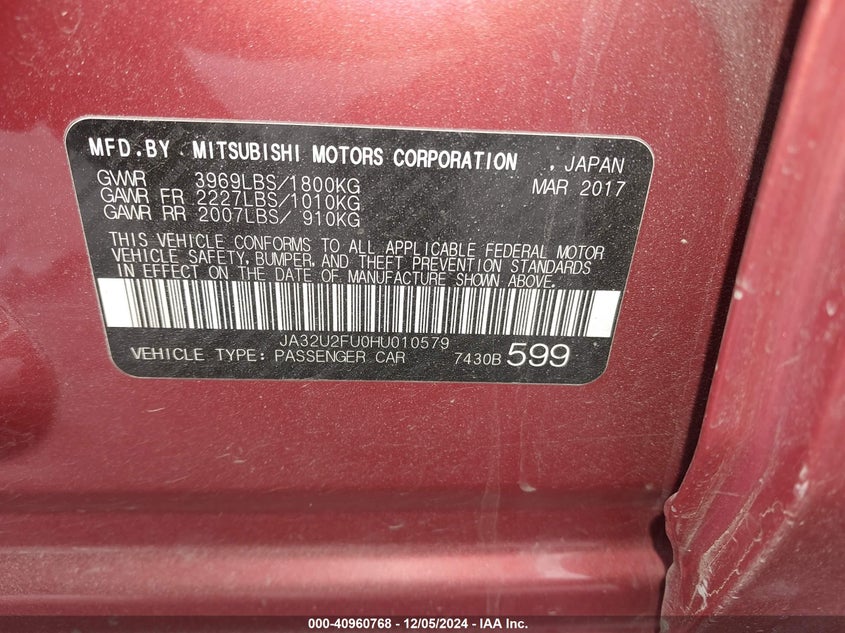 MFD.BY MITSUBISHI MOTORS CORPORATION , JAPAN
GVWR 3969LBS/1800KG MAR 2017
GAWR FR 2227LBS/1010KG
GAWR RR 2007LBS/ 910KG
THIS VEHICLE CONFORMS TO ALL APPLICABLE FEDERAL MOTOR
VEHICLE SAFETY, BUMPER, AND THEFT PREVENTION STANDARDS
IN EFFECT ON THE DATE OF MANUFACTURE SHOWN ABOVE.
JA32U2FU0HU010579
VEHICLE TYPE: PASSENGER CAR 7430B 599
000-40960768 - 12/05/2024 - IAA Inc.